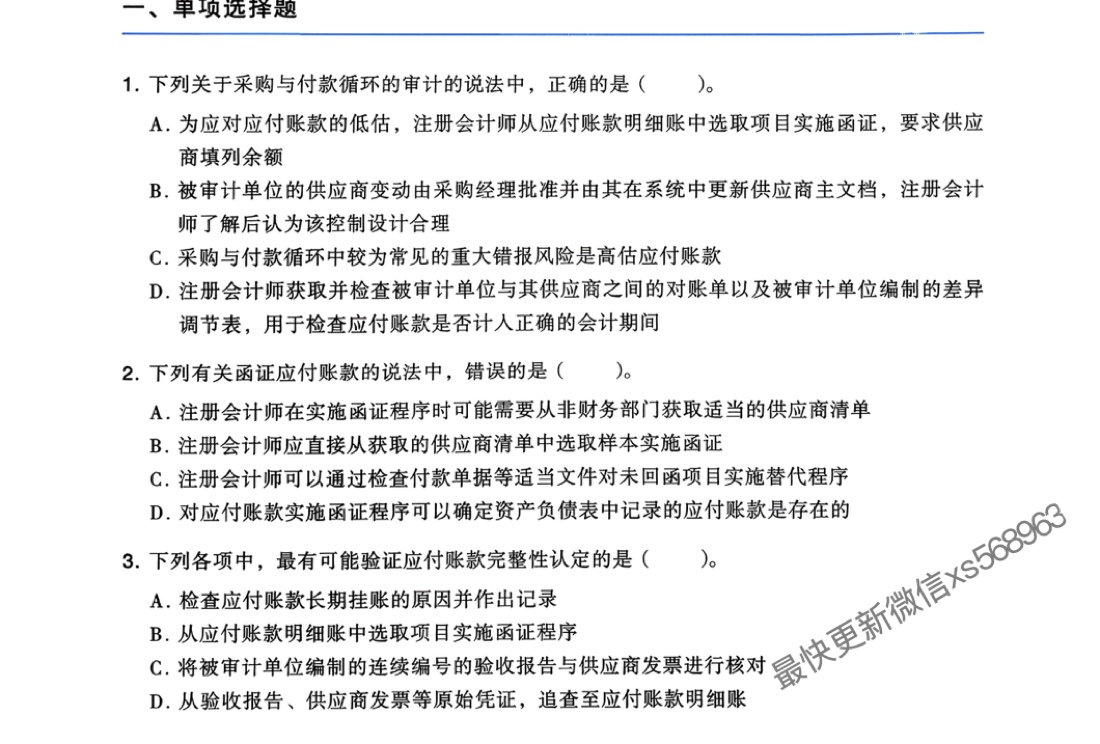 一、单项选择题
1. 下列关于采购与付款循环的审计的说法中，正确的是（　　）。
A. 为应对应付账款的低估，注册会计师从应付账款明细账中选取项目实施函证，要求供应
商填列余额
B. 被审计单位的供应商变动由采购经理批准并由其在系统中更新供应商主文档，注册会计
师了解后认为该控制设计合理
C. 采购与付款循环中较为常见的重大错报风险是高估应付账款
D. 注册会计师获取并检查被审计单位与其供应商之间的对账单以及被审计单位编制的差异
调节表，用于检查应付账款是否计人正确的会计期间
2. 下列有关函证应付账款的说法中，错误的是（　　）。
A. 注册会计师在实施函证程序时可能需要从非财务部门获取适当的供应商清单
B. 注册会计师应直接从获取的供应商清单中选取样本实施函证
C. 注册会计师可以通过检查付款单据等适当文件对未回函项目实施替代程序
D. 对应付账款实施函证程序可以确定资产负债表中记录的应付账款是存在的
3. 下列各项中，最有可能验证应付账款完整性认定的是（　　）。
A. 检查应付账款长期挂账的原因并作出记录
B. 从应付账款明细账中选取项目实施函证程序
C. 将被审计单位编制的连续编号的验收报告与供应商发票进行核对
D. 从验收报告、供应商发票等原始凭证，追查至应付账款明细账
最快更新微信xs568963